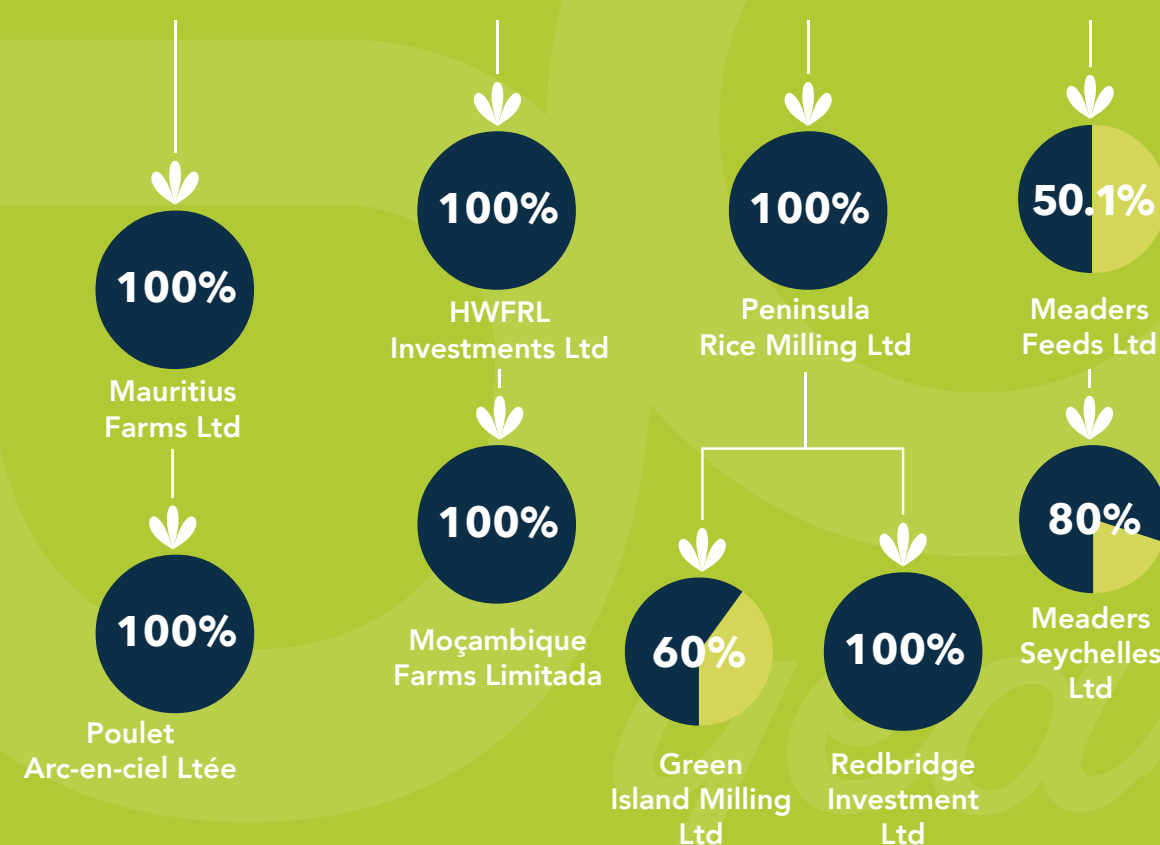 100%
Mauritius
Farms Ltd
100%
Poulet
Arc-en-ciel Ltée
100%
HWFRL
Investments Ltd
100%
Moçambique
Farms Limitada
100%
Peninsula
Rice Milling Ltd
60%
Green
Island Milling
Ltd
100%
Redbridge
Investment
Ltd
50.1%
Meaders
Feeds Ltd
80%
Meaders
Seychelles
Ltd